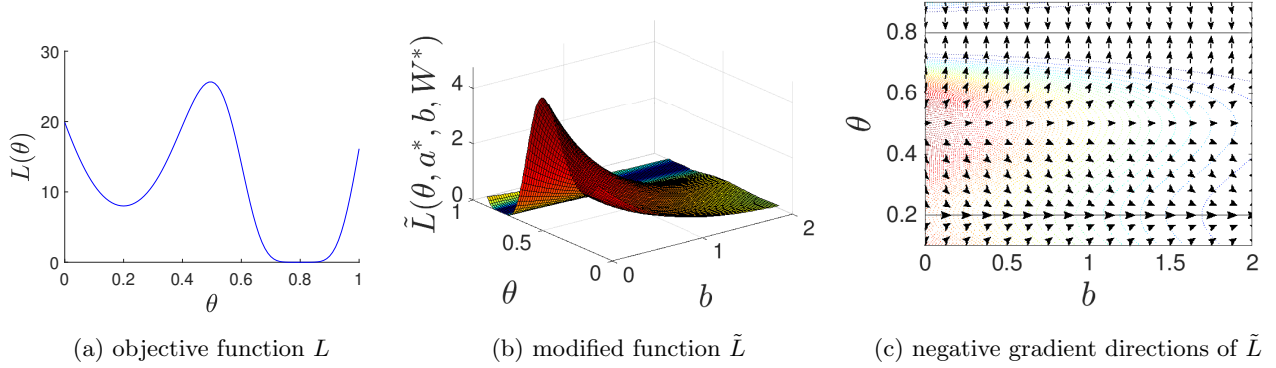 30
20
10
0
L(θ)
0 0.2 0.4 0.6 0.8 1
θ
(a) objective function L
4
2
0
L̃(θ, a*, b, W*)
1
0.5
0
θ
0
1
2
b
(b) modified function L̃
0.8
0.6
0.4
0.2
θ
0 0.5 1 1.5 2
b
(c) negative gradient directions of L̃